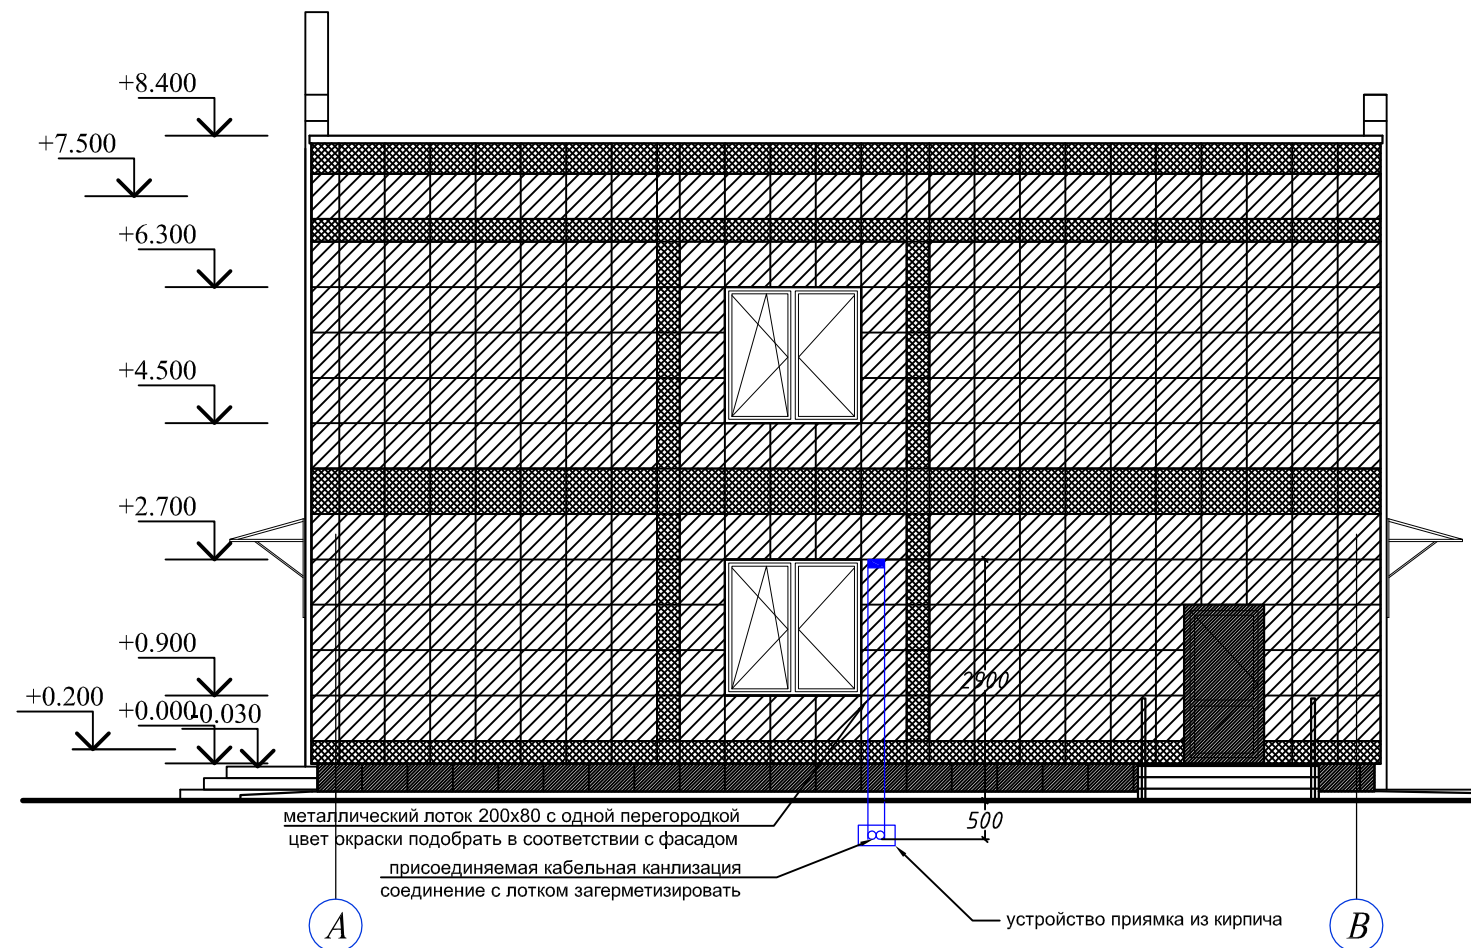 +8.400
+7.500
+6.300
+4.500
+2.700
+0.900
+0.200
+0.000
-0.030
2900
500
металлический лоток 200х80 с одной перегородкой
цвет окраски подобрать в соответствии с фасадом
присоединяемая кабельная канлизация
соединение с лотком загерметизировать
устройство приямка из кирпича
А
В